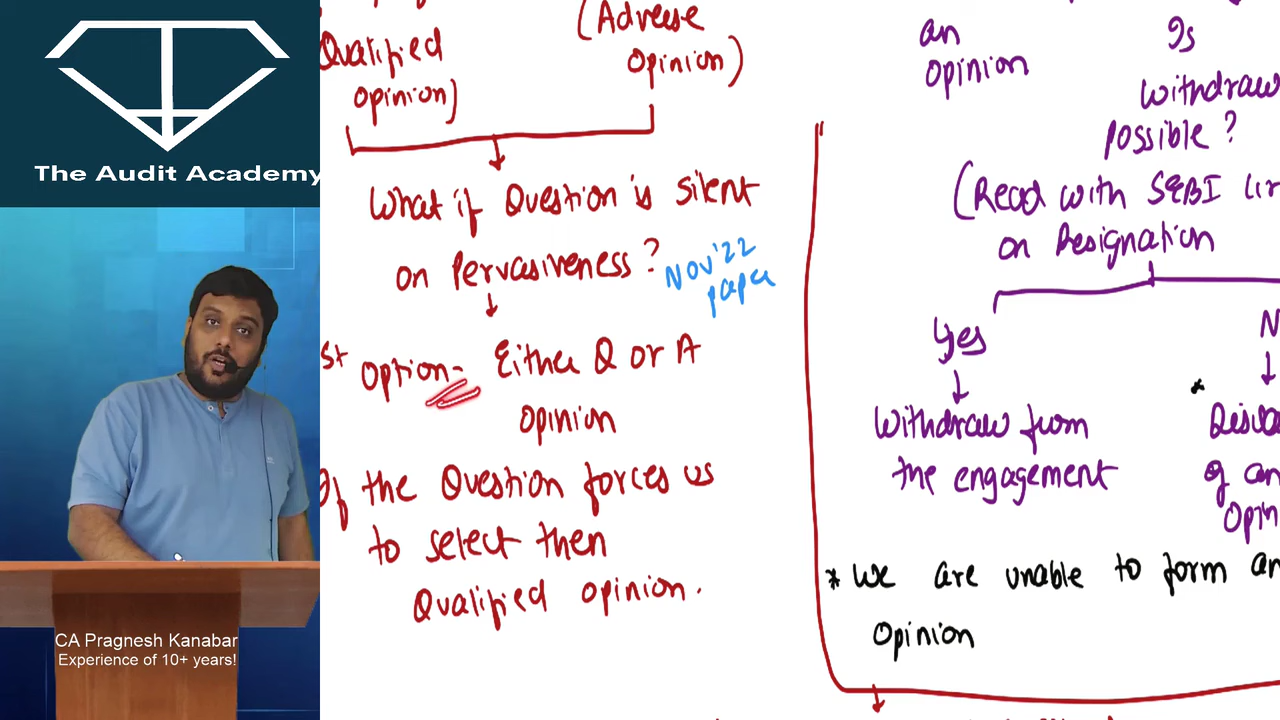 The Audit Academy
CA Pragnesh Kanabar
Experience of 10+ years!
Qualified
opinion)
(Adverse
opinion)
What if Question is silent
on Pervasiveness?
Nov'22
paper
st option- Either Q or A
opinion
If the Question forces us
to select then
Qualified opinion.
an
opinion
Is
withdraw
possible?
(Read with SEBI
on Resignation
Yes
Withdraw from
the engagement
*
of
Opin
* We are unable to form an
Opinion